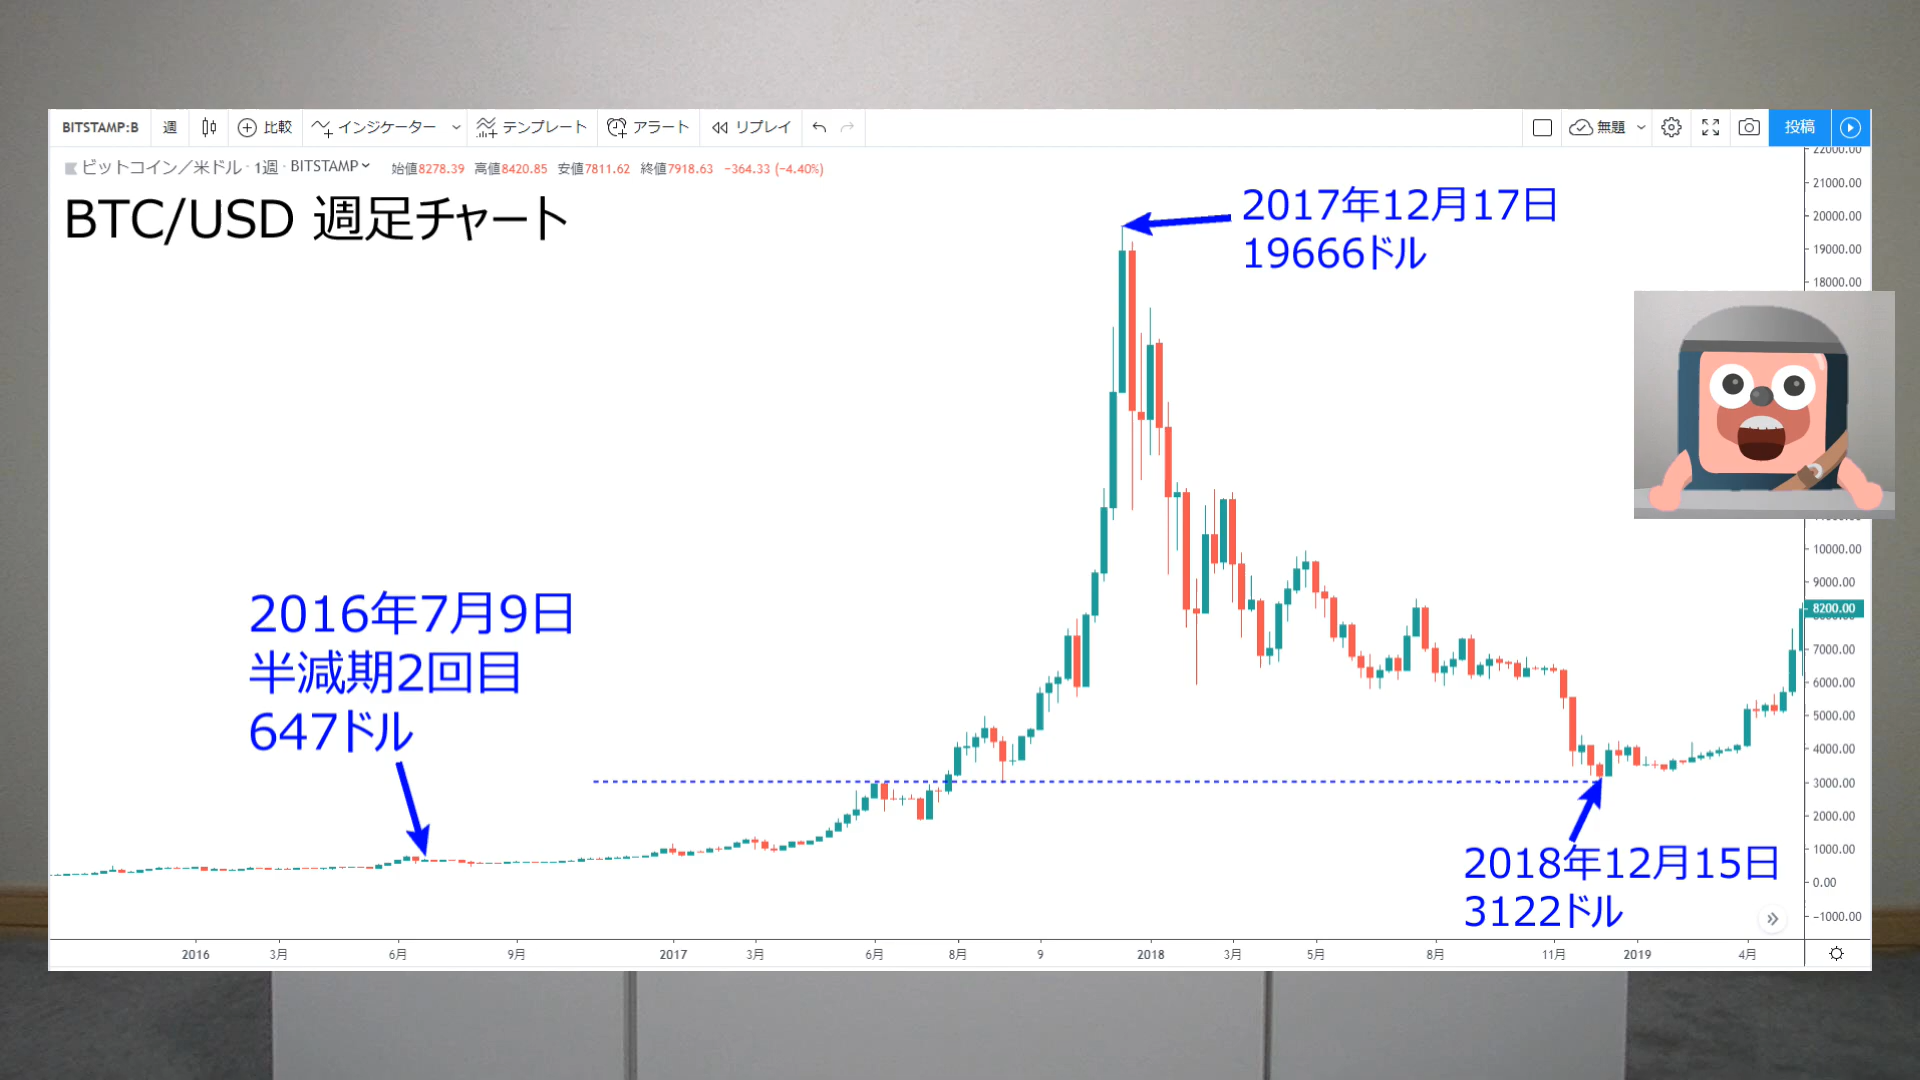 BITSTAMP:B 週 比較 インジケーター テンプレート アラート リプレイ 無題 投稿
ビットコイン／米ドル · 1週 · BITSTAMP 始値8278.39 高値8420.85 安値7811.62 終値7918.63 −364.33 (−4.40%)
BTC/USD 週足チャート
2017年12月17日
19666ドル
2016年7月9日
半減期2回目
647ドル
2018年12月15日
3122ドル
22000.00
21000.00
20000.00
19000.00
18000.00
10000.00
9000.00
8200.00
7000.00
6000.00
5000.00
4000.00
3000.00
2000.00
1000.00
0.00
−1000.00
2016 3月 6月 9月 2017 3月 6月 8月 9 2018 3月 5月 8月 11月 2019 4月